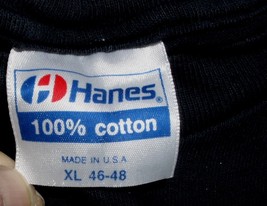 Hanes®
100% cotton
MADE IN U.S.A
XL 46-48